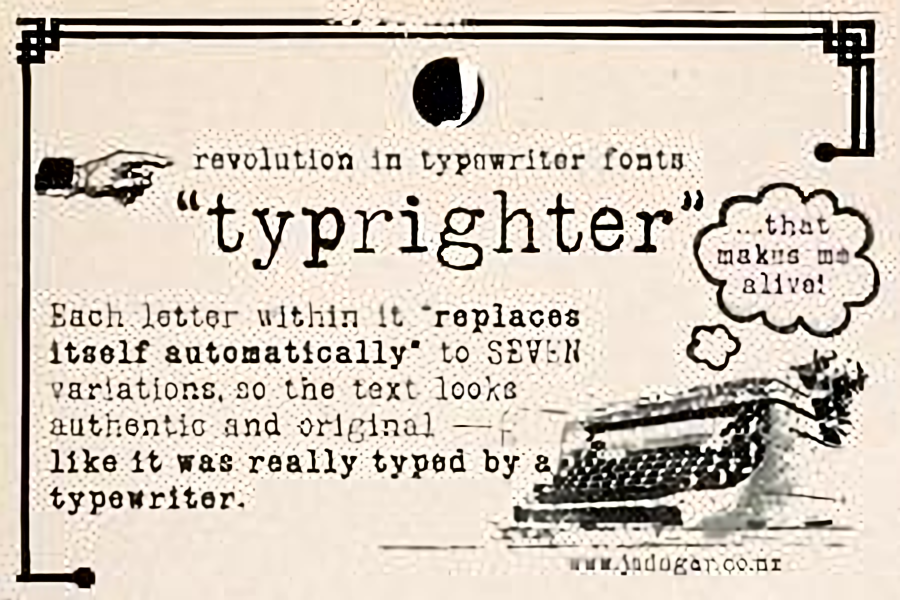 revolution in typewriter fonts
“typrighter”
...that
makes me
alive!
Each letter within it "replaces
itself automatically" to SEVEN
variations, so the text looks
authentic and original —
like it was really typed by a
typewriter.